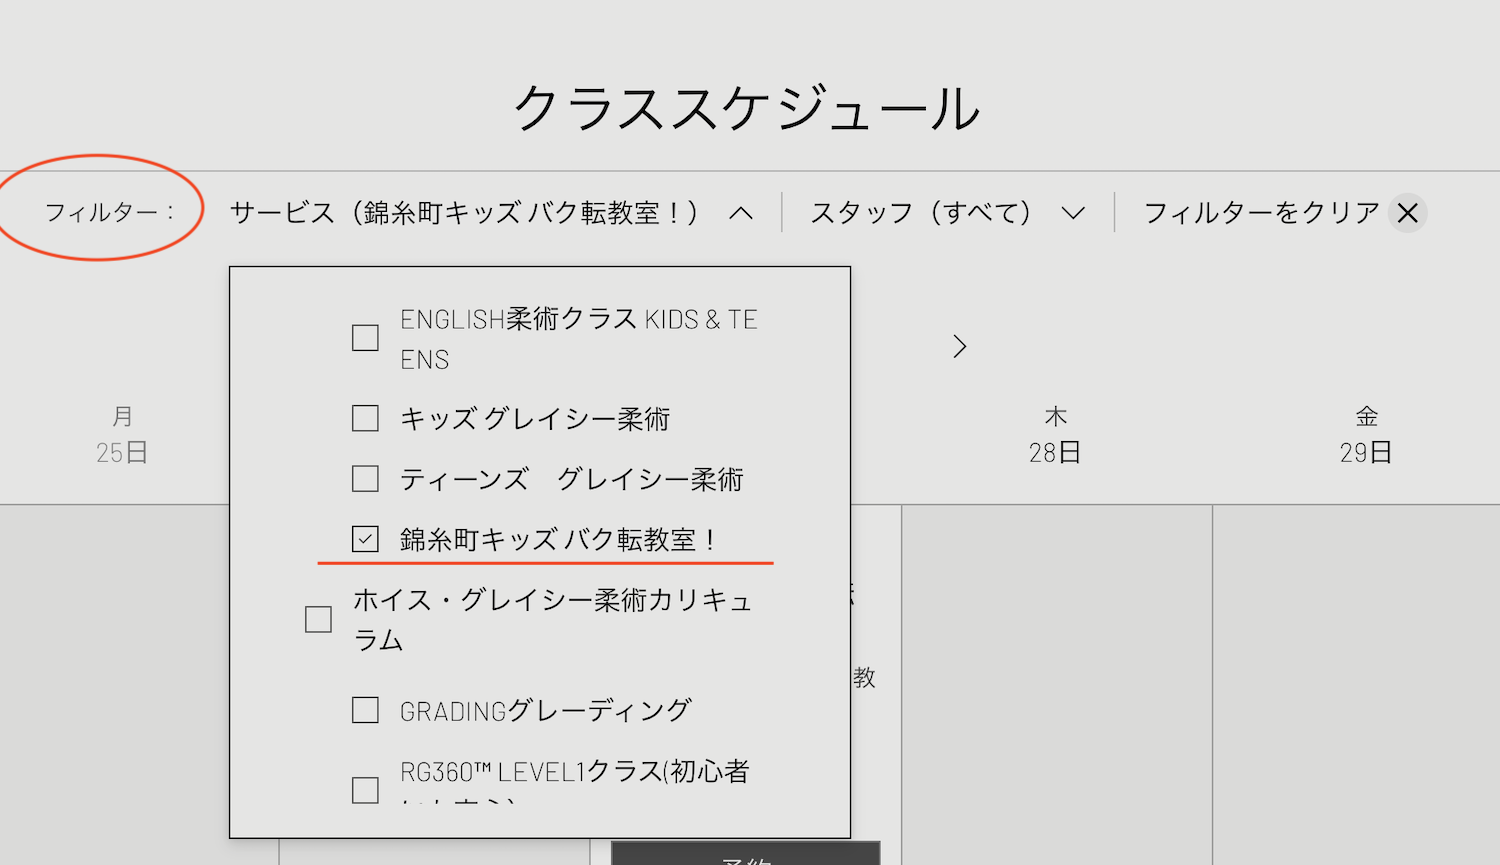 クラススケジュール
フィルター：
サービス（錦糸町キッズ バク転教室！）
スタッフ（すべて）
フィルターをクリア
ENGLISH柔術クラス KIDS & TE
ENS
キッズ グレイシー柔術
ティーンズ　グレイシー柔術
錦糸町キッズ バク転教室！
ホイス・グレイシー柔術カリキュ
ラム
GRADINGグレーディング
RG360™ LEVEL1クラス(初心者
月
25日
木
28日
金
29日
教
予約